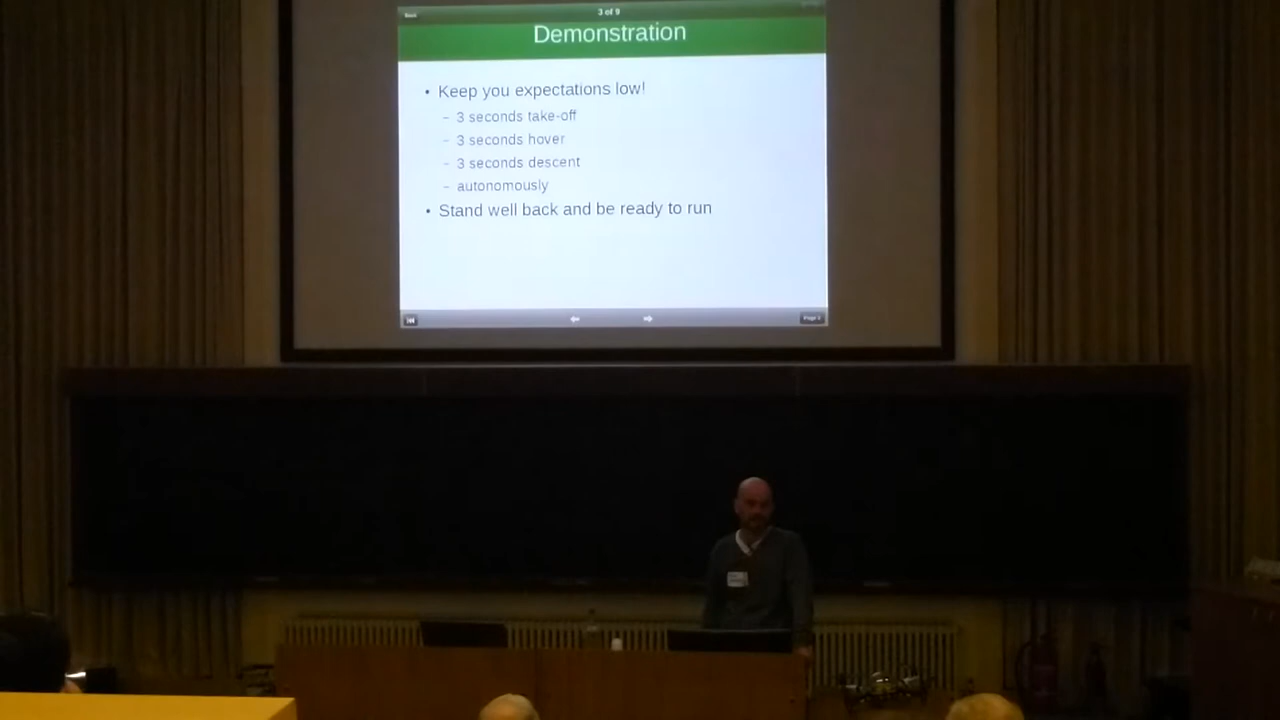 3 of 9
Demonstration
• Keep you expectations low!
– 3 seconds take-off
– 3 seconds hover
– 3 seconds descent
– autonomously
• Stand well back and be ready to run